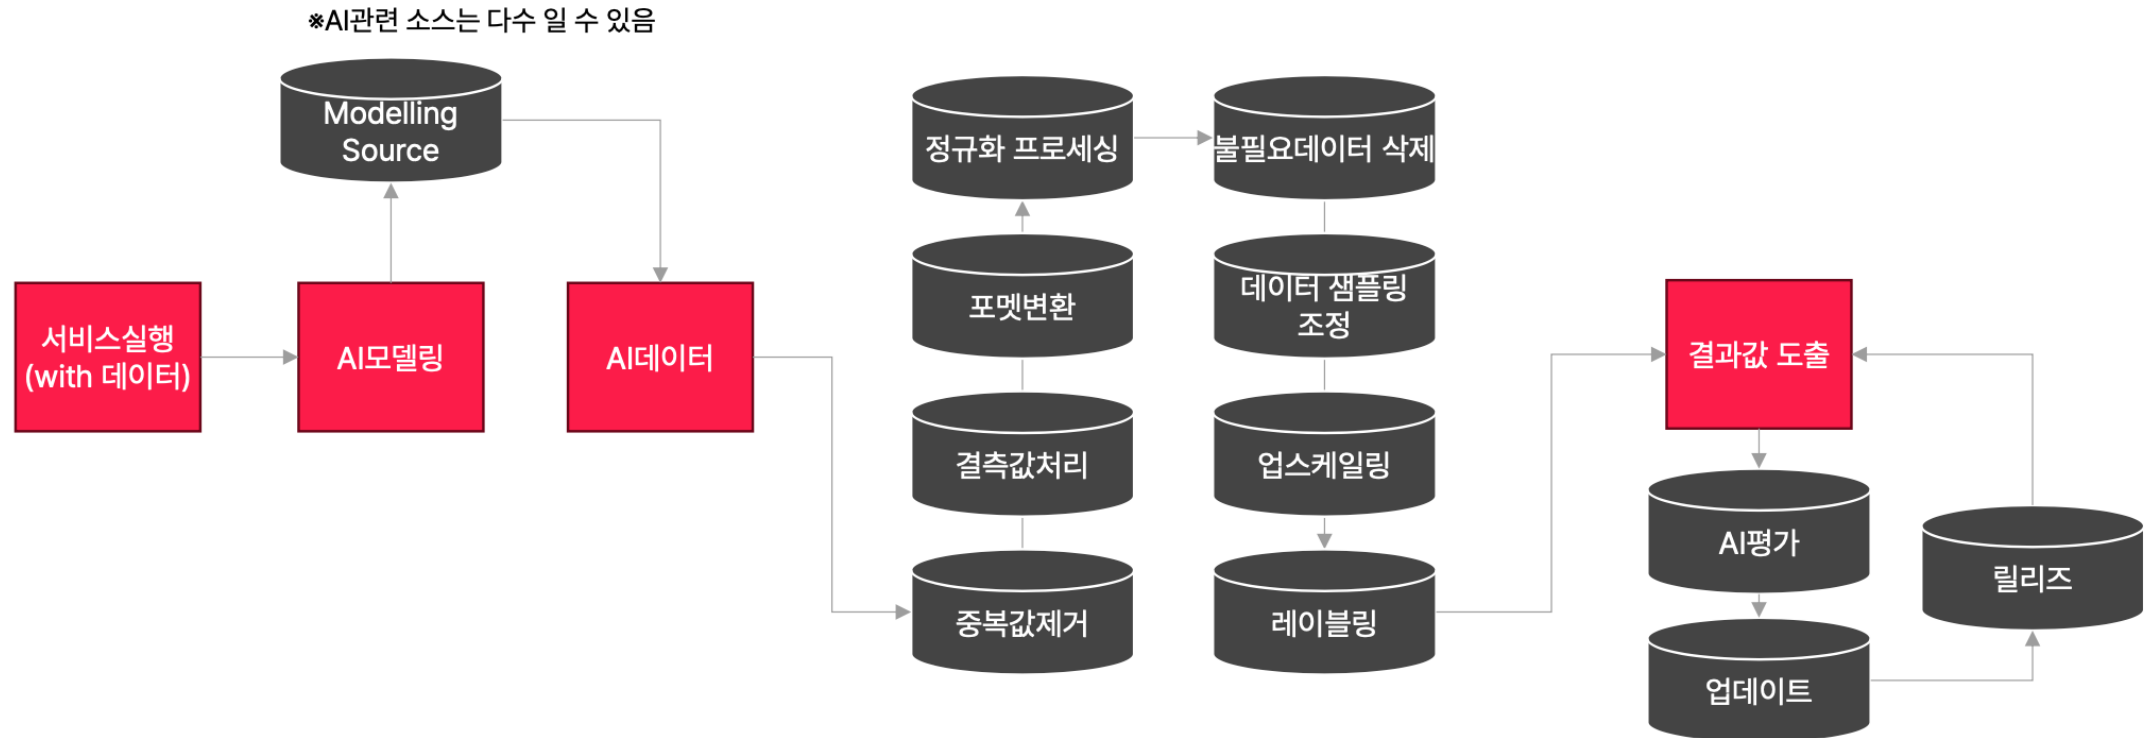 ※AI관련 소스는 다수 일 수 있음
Modelling
Source
서비스실행
(with 데이터)
AI모델링
AI데이터
정규화 프로세싱
포멧변환
결측값처리
중복값제거
불필요데이터 삭제
데이터 샘플링
조정
업스케일링
레이블링
결과값 도출
AI평가
업데이트
릴리즈